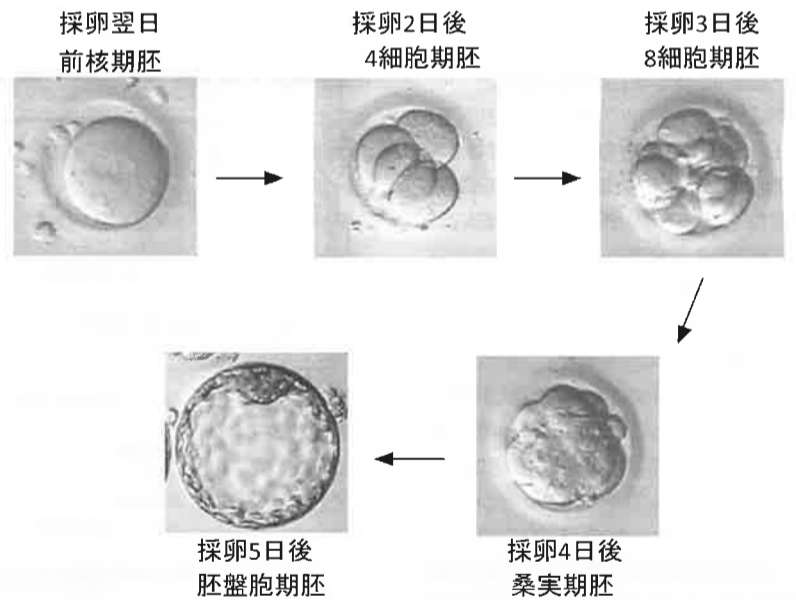 採卵翌日
前核期胚
採卵2日後
4細胞期胚
採卵3日後
8細胞期胚
採卵4日後
桑実期胚
採卵5日後
胚盤胞期胚